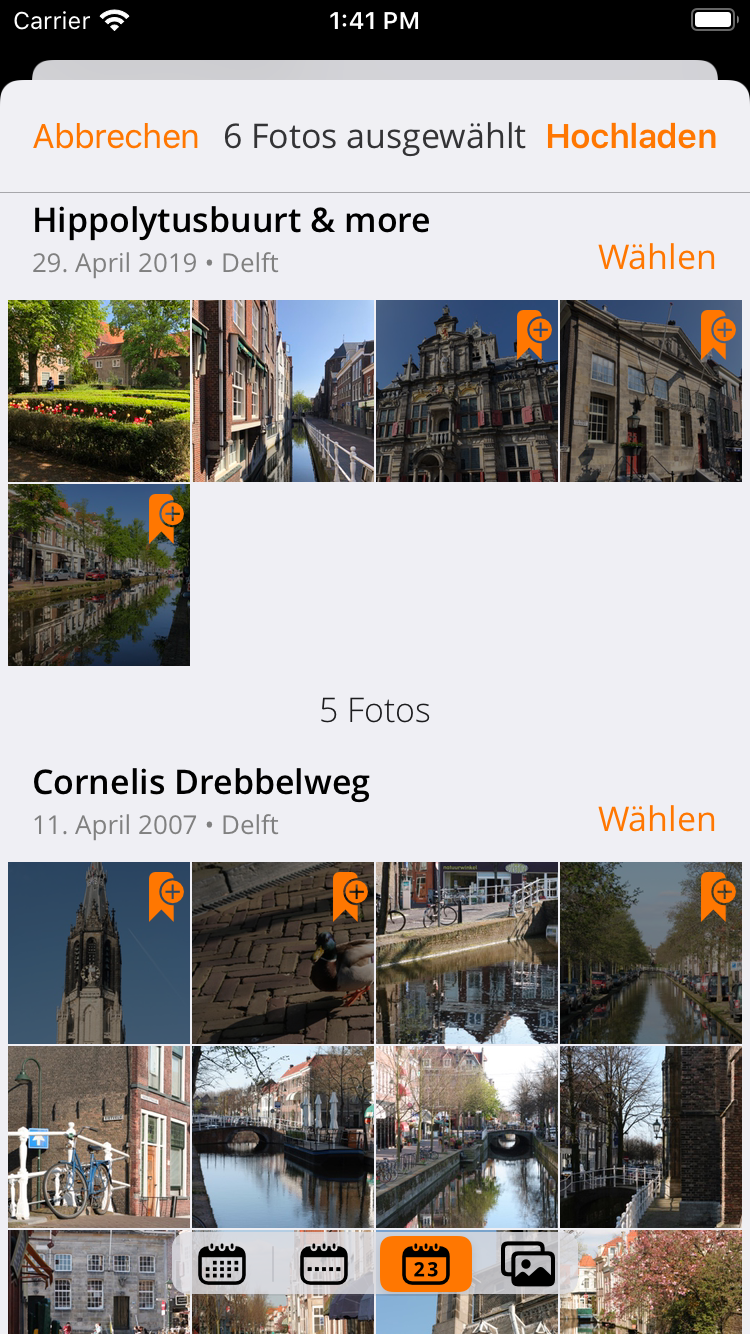 Carrier
1:41 PM
Abbrechen 6 Fotos ausgewählt Hochladen
Hippolytusbuurt & more
29. April 2019 • Delft
Wählen
5 Fotos
Cornelis Drebbelweg
11. April 2007 • Delft
Wählen
23